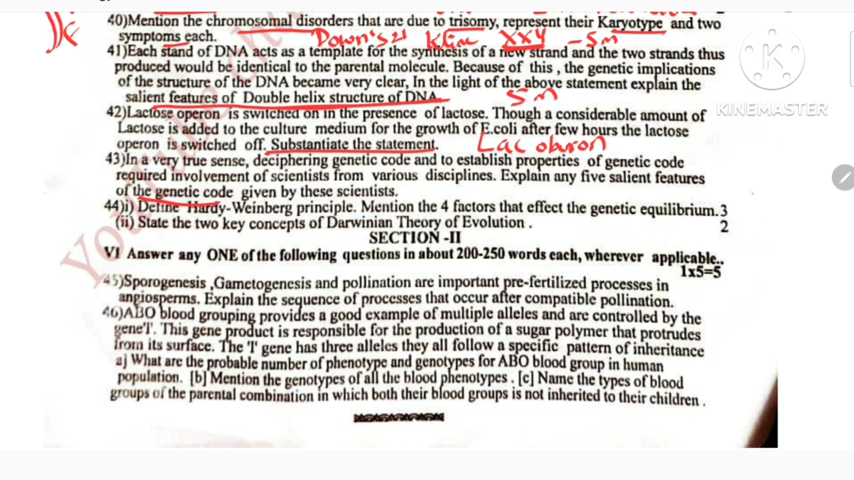 40)Mention the chromosomal disorders that are due to trisomy, represent their Karyotype and two
symptoms each. Down's 21 Kline XXY - 5m
41)Each stand of DNA acts as a template for the synthesis of a new strand and the two strands thus
produced would be identical to the parental molecule. Because of this , the genetic implications
of the structure of the DNA became very clear, In the light of the above statement explain the
salient features of Double helix structure of DNA. 5m
42)Lactose operon is switched on in the presence of lactose. Though a considerable amount of
Lactose is added to the culture medium for the growth of E.coli after few hours the lactose
operon is switched off. Substantiate the statement. Lac oberon
43)In a very true sense, deciphering genetic code and to establish properties of genetic code
required involvement of scientists from various disciplines. Explain any five salient features
of the genetic code given by these scientists.
44)i) Define Hardy-Weinberg principle. Mention the 4 factors that effect the genetic equilibrium.3
(ii) State the two key concepts of Darwinian Theory of Evolution . 2
SECTION -II
VI Answer any ONE of the following questions in about 200-250 words each, wherever applicable..
1x5=5
45)Sporogenesis ,Gametogenesis and pollination are important pre-fertilized processes in
angiosperms. Explain the sequence of processes that occur after compatible pollination.
46)ABO blood grouping provides a good example of multiple alleles and are controlled by the
gene'I'. This gene product is responsible for the production of a sugar polymer that protrudes
from its surface. The 'I' gene has three alleles they all follow a specific pattern of inheritance
a] What are the probable number of phenotype and genotypes for ABO blood group in human
population. [b] Mention the genotypes of all the blood phenotypes . [c] Name the types of blood
groups of the parental combination in which both their blood groups is not inherited to their children .
KINEMASTER